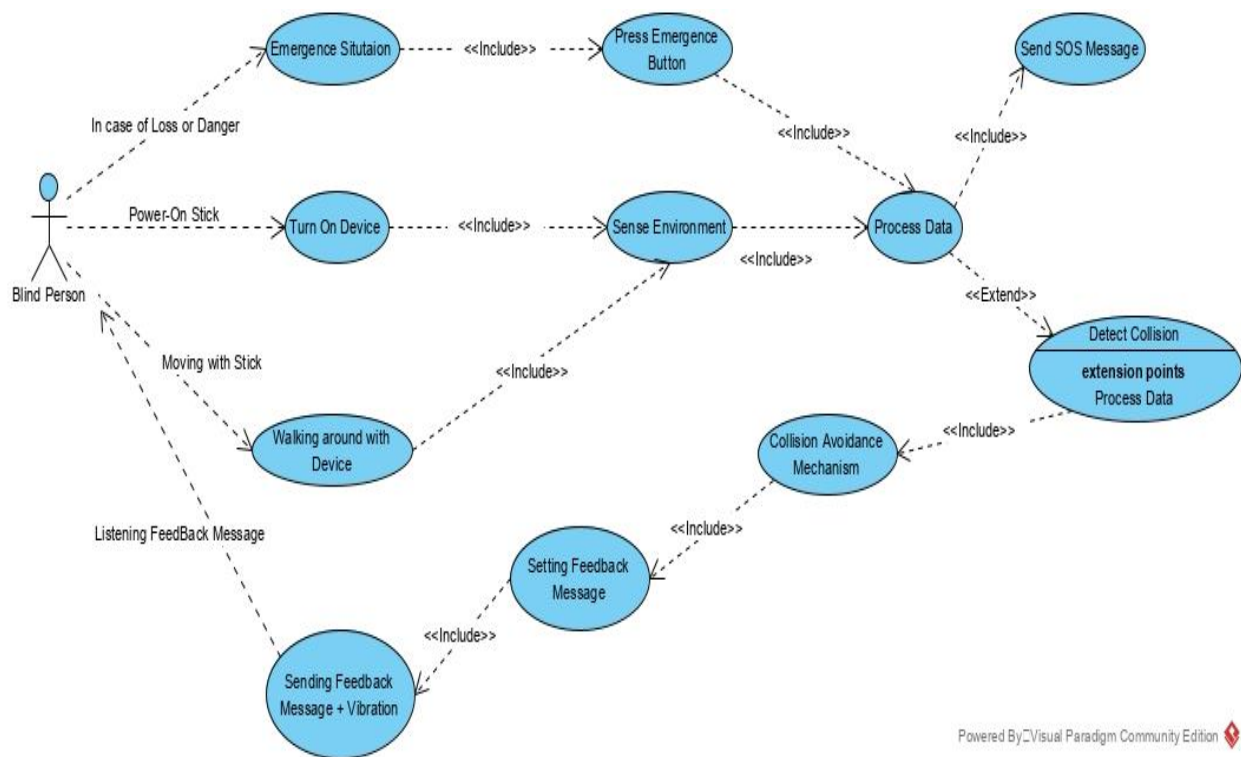 Emergence Situtaion
<<Include>>
Press Emergence
Button
Send SOS Message
In case of Loss or Danger
<<Include>>
<<Include>>
Power-On Stick
Turn On Device
<<Include>>
Sense Environment
<<Include>>
Process Data
Blind Person
<<Extend>>
Detect Collision
extension points
Process Data
Moving with Stick
<<Include>>
<<Include>>
Walking around with
Device
Collision Avoidance
Mechanism
Listening FeedBack Message
<<Include>>
Setting Feedback
Message
<<Include>>
Sending Feedback
Message + Vibration
Powered By Visual Paradigm Community Edition